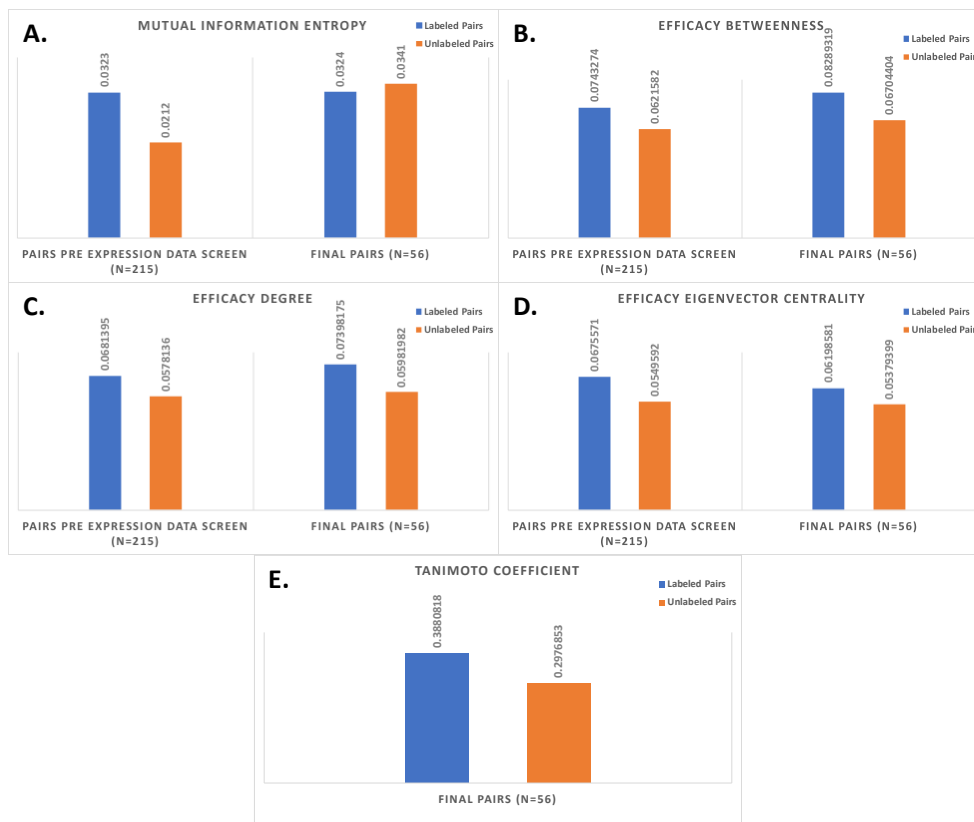 A.
MUTUAL INFORMATION ENTROPY
Labeled Pairs
Unlabeled Pairs
0.0323
0.0212
0.0324
0.0341
PAIRS PRE EXPRESSION DATA SCREEN
(N=215)
FINAL PAIRS (N=56)
B.
EFFICACY BETWEENNESS
Labeled Pairs
Unlabeled Pair
0.0743274
0.0621582
0.08289319
0.06704404
PAIRS PRE EXPRESSION DATA SCREEN
(N=215)
FINAL PAIRS (N=56)
C.
EFFICACY DEGREE
Labeled Pairs
Unlabeled Pairs
0.0681395
0.0578136
0.07398175
0.05981982
PAIRS PRE EXPRESSION DATA SCREEN
(N=215)
FINAL PAIRS (N=56)
D.
EFFICACY EIGENVECTOR CENTRALITY
Labeled Pairs
Unlabeled Pairs
0.0675571
0.0549592
0.06198581
0.05379399
PAIRS PRE EXPRESSION DATA SCREEN
(N=215)
FINAL PAIRS (N=56)
E.
TANIMOTO COEFFICIENT
Labeled Pairs
Unlabeled Pairs
0.3880818
0.2976853
FINAL PAIRS (N=56)